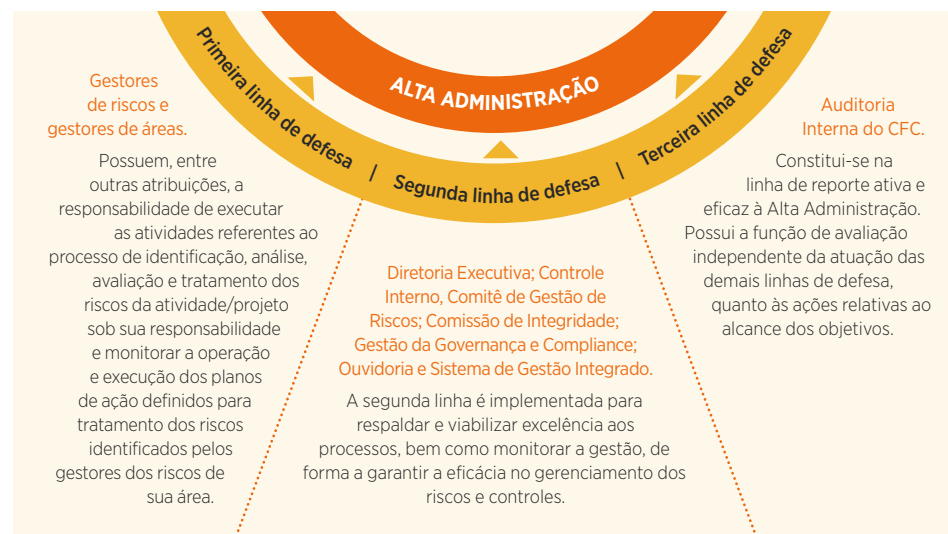 ALTA ADMINISTRAÇÃO
Primeira linha de defesa | Segunda linha de defesa | Terceira linha de defesa
Gestores
de riscos e
gestores de áreas.
Possuem, entre
outras atribuições, a
responsabilidade de executar
as atividades referentes ao
processo de identificação, análise,
avaliação e tratamento dos
riscos da atividade/projeto
sob sua responsabilidade
e monitorar a operação
e execução dos planos
de ação definidos para
tratamento dos riscos
identificados pelos
gestores dos riscos de
sua área.
Diretoria Executiva; Controle
Interno, Comitê de Gestão de
Riscos; Comissão de Integridade;
Gestão da Governança e Compliance;
Ouvidoria e Sistema de Gestão Integrado.
A segunda linha é implementada para
respaldar e viabilizar excelência aos
processos, bem como monitorar a gestão, de
forma a garantir a eficácia no gerenciamento dos
riscos e controles.
Auditoria
Interna do CFC.
Constitui-se na
linha de reporte ativa e
eficaz à Alta Administração.
Possui a função de avaliação
independente da atuação das
demais linhas de defesa,
quanto às ações relativas ao
alcance dos objetivos.